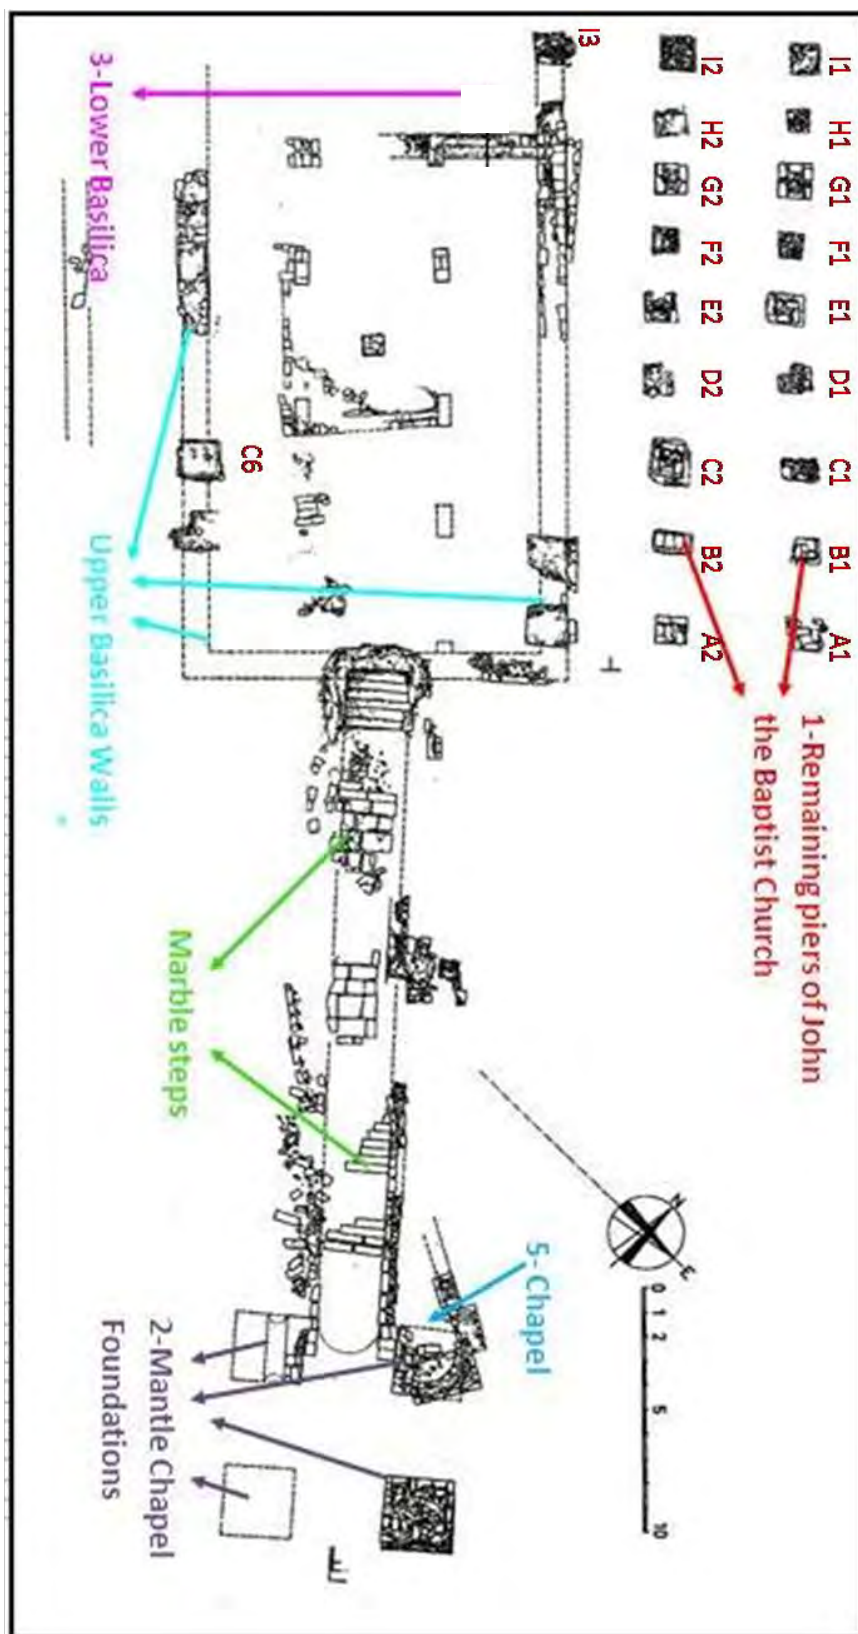 I1
H1
G1
F1
E1
D1
C1
B1
A1
I2
H2
G2
F2
E2
D2
C2
B2
A2
I3
C6
1-Remaining piers of John
the Baptist Church
3-Lower Basilica
Upper Basilica Walls
Marble steps
5- Chapel
2-Mantle Chapel
Foundations
N
E
0 1 2 5 10